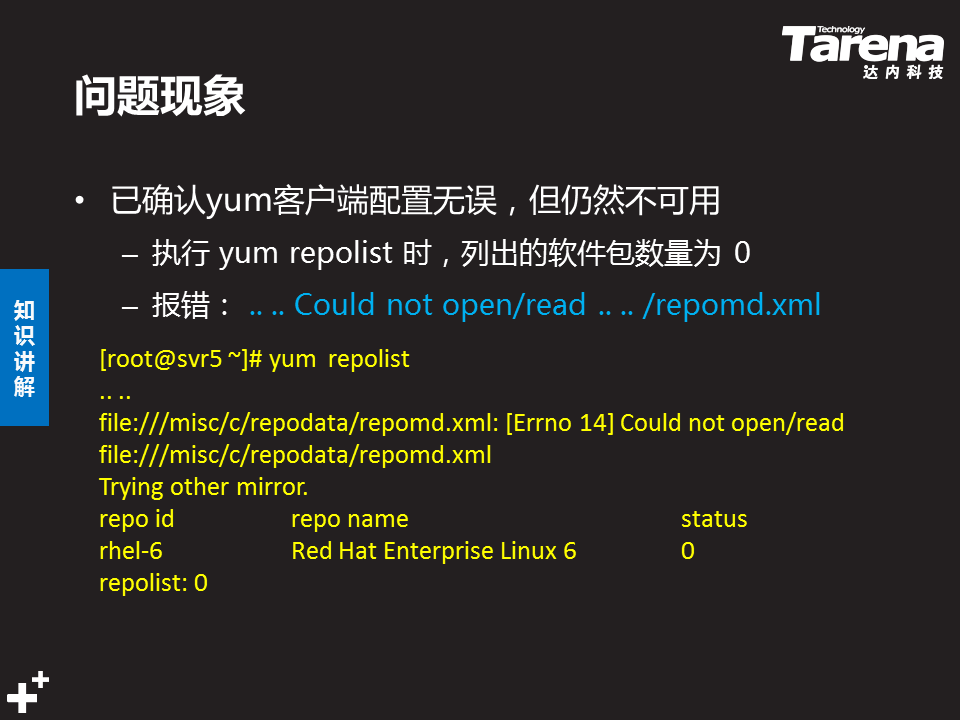 Technology
Tarena
达内科技
问题现象
• 已确认yum客户端配置无误，但仍然不可用
– 执行 yum repolist 时，列出的软件包数量为 0
– 报错： .. .. Could not open/read .. .. /repomd.xml
知识讲解
[root@svr5 ~]# yum repolist
.. ..
file:///misc/c/repodata/repomd.xml: [Errno 14] Could not open/read
file:///misc/c/repodata/repomd.xml
Trying other mirror.
repo id repo name status
rhel-6 Red Hat Enterprise Linux 6 0
repolist: 0